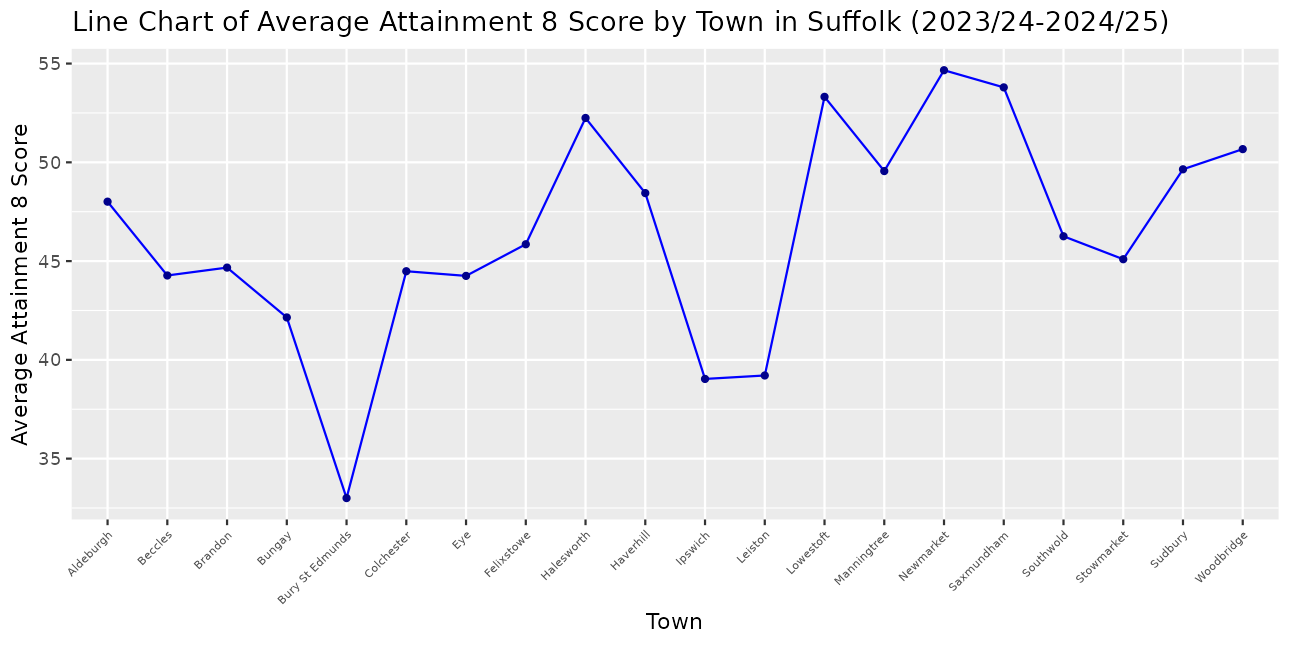 Line Chart of Average Attainment 8 Score by Town in Suffolk (2023/24-2024/25)
Average Attainment 8 Score
55
50
45
40
35
Aldeburgh
Beccles
Brandon
Bungay
Bury St Edmunds
Colchester
Eye
Felixstowe
Halesworth
Haverhill
Ipswich
Leiston
Lowestoft
Manningtree
Newmarket
Saxmundham
Southwold
Stowmarket
Sudbury
Woodbridge
Town